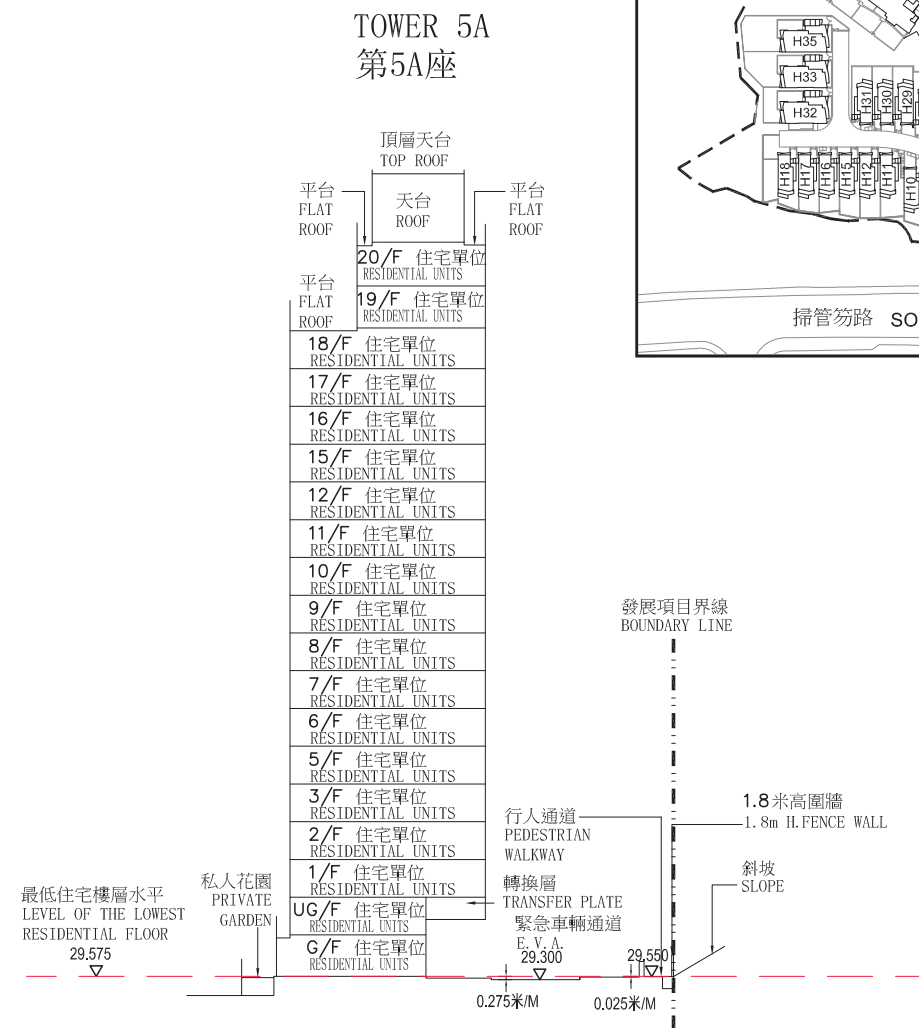 TOWER 5A
第5A座
頂層天台
TOP ROOF
平台
FLAT
ROOF
天台
ROOF
平台
FLAT
ROOF
20/F 住宅單位
RESIDENTIAL UNITS
平台
FLAT
ROOF
19/F 住宅單位
RESIDENTIAL UNITS
18/F 住宅單位
RESIDENTIAL UNITS
17/F 住宅單位
RESIDENTIAL UNITS
16/F 住宅單位
RESIDENTIAL UNITS
15/F 住宅單位
RESIDENTIAL UNITS
12/F 住宅單位
RESIDENTIAL UNITS
11/F 住宅單位
RESIDENTIAL UNITS
10/F 住宅單位
RESIDENTIAL UNITS
9/F 住宅單位
RESIDENTIAL UNITS
8/F 住宅單位
RESIDENTIAL UNITS
7/F 住宅單位
RESIDENTIAL UNITS
6/F 住宅單位
RESIDENTIAL UNITS
5/F 住宅單位
RESIDENTIAL UNITS
3/F 住宅單位
RESIDENTIAL UNITS
2/F 住宅單位
RESIDENTIAL UNITS
1/F 住宅單位
RESIDENTIAL UNITS
UG/F 住宅單位
RESIDENTIAL UNITS
G/F 住宅單位
RESIDENTIAL UNITS
最低住宅樓層水平
LEVEL OF THE LOWEST
RESIDENTIAL FLOOR
29.575
私人花園
PRIVATE
GARDEN
行人通道
PEDESTRIAN
WALKWAY
轉換層
TRANSFER PLATE
緊急車輛通道
E.V.A.
29.300
29.550
0.275米/M
0.025米/M
發展項目界線
BOUNDARY LINE
1.8米高圍牆
1.8m H.FENCE WALL
斜坡
SLOPE
H35
H33
H32
H31
H30
H29
H18
H17
H16
H15
H12
H11
H10
掃管笏路 SO